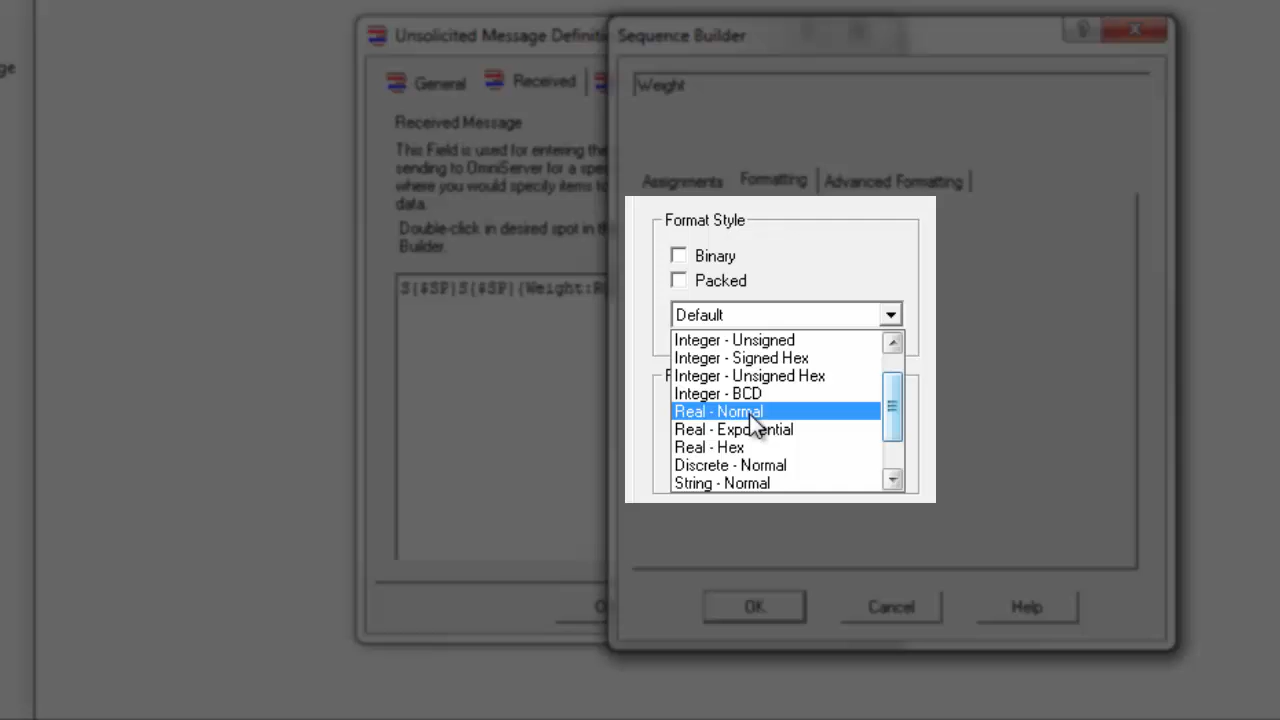 Unsolicited Message Definiti
Sequence Builder
ge
General
Received
Weight
Received Message
This Field is used for entering the
sending to OmniServer for a spe
where you would specify items to
data.
Double-click in desired spot in th
Builder.
S{$SP}S{$SP}{Weight:R
Assignments
Formatting
Advanced Formatting
Format Style
Binary
Packed
Default
Integer - Unsigned
Integer - Signed Hex
Integer - Unsigned Hex
Integer - BCD
Real - Normal
Real - Exponential
Real - Hex
Discrete - Normal
String - Normal
OK
Cancel
Help